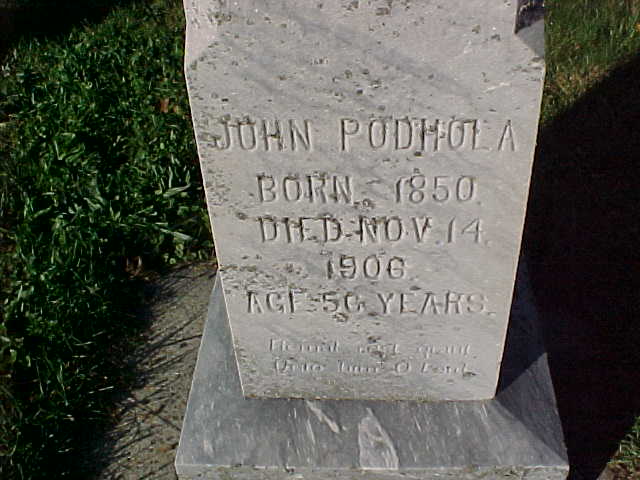 JOHN PODHOLA
BORN. 1850.
DIED NOV. 14.
1906.
AGE 56 YEARS.